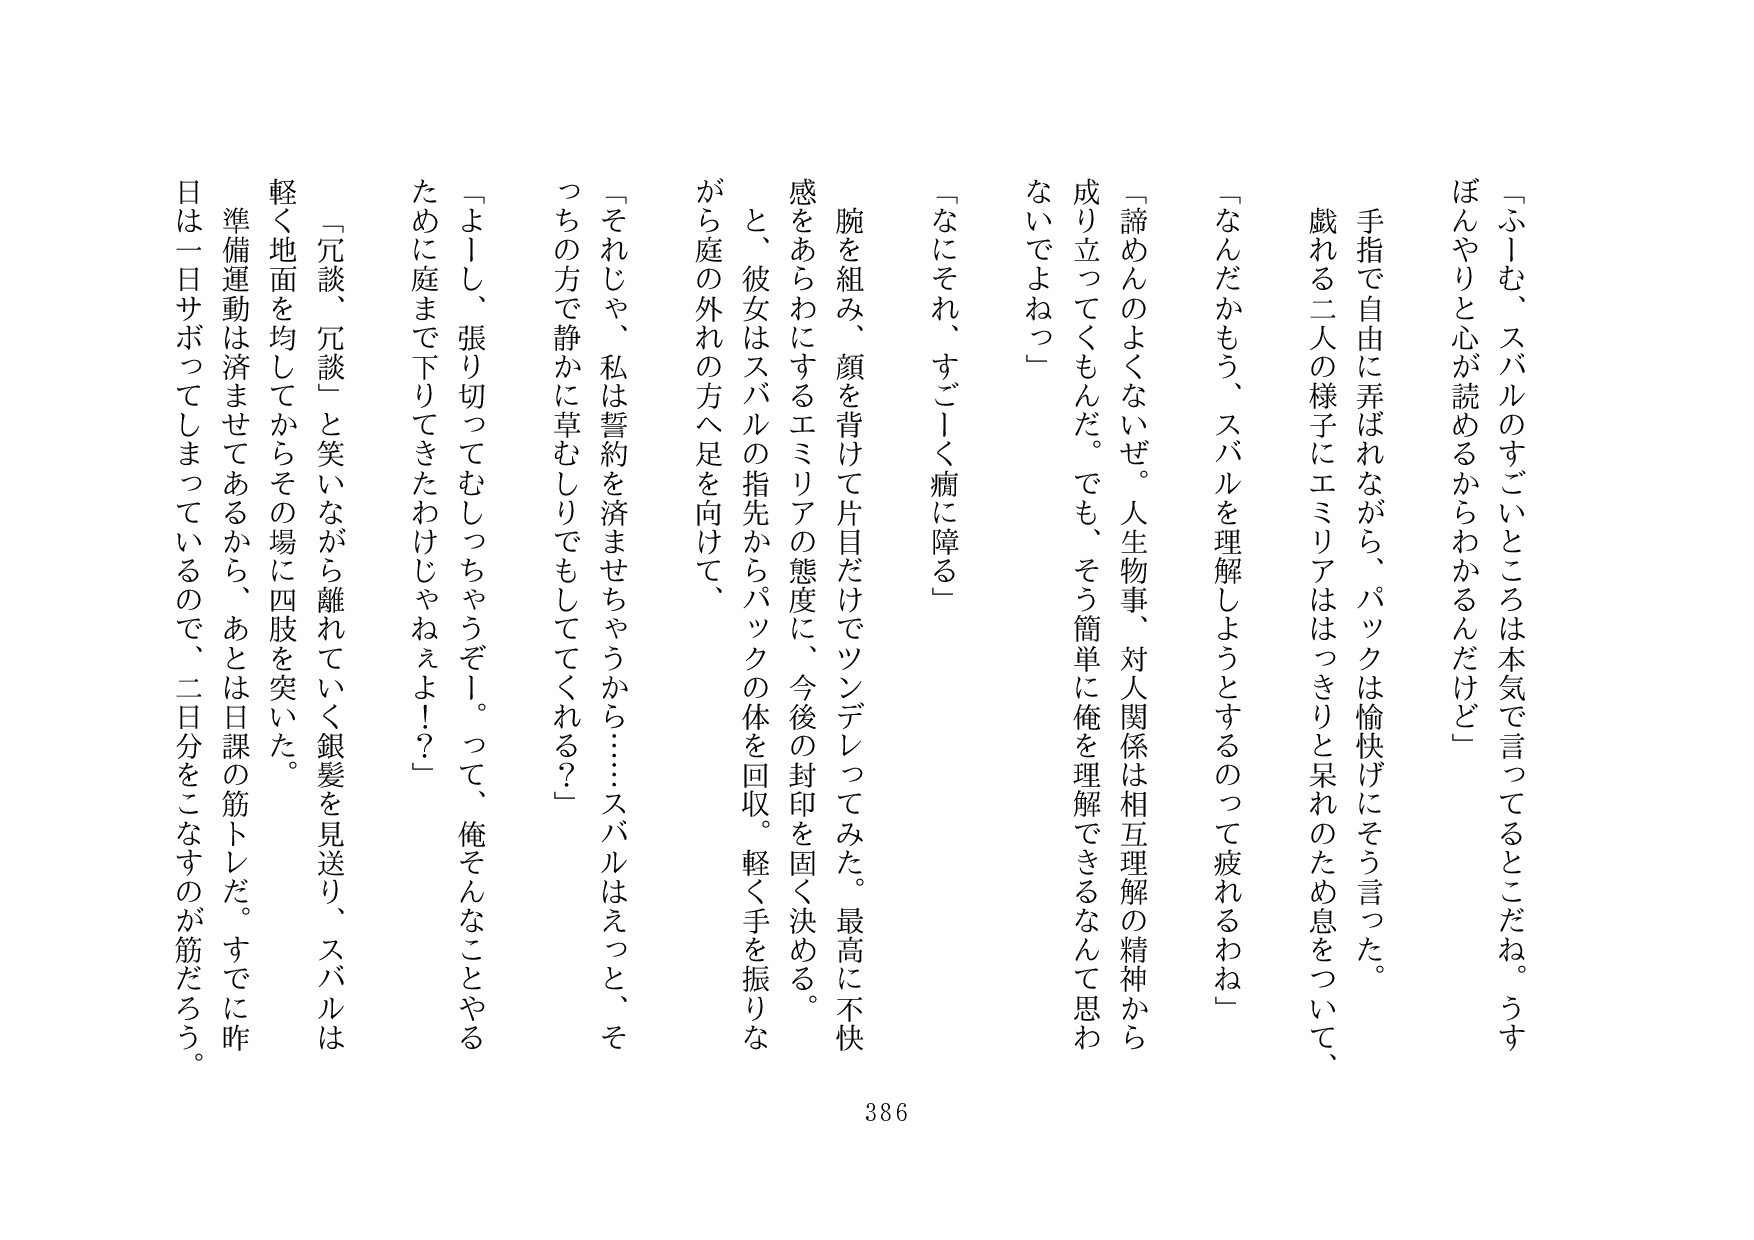 「ふーむ、スバルのすごいところは本気で言ってるとこだね。うす
ぼんやりと心が読めるからわかるんだけど」
手指で自由に弄ばれながら、パックは愉快げにそう言った。
戯れる二人の様子にエミリアははっきりと呆れのため息をついて、
「なんだかもう、スバルを理解しようとするのって疲れるわね」
「諦めんのよくないぜ。人生物事、対人関係は相互理解の精神から
成り立ってくもんだ。でも、そう簡単に俺を理解できるなんて思わ
ないでよねっ」
「なにそれ、すごーく癇に障る」
腕を組み、顔を背けて片目だけでツンデレってみた。最高に不快
感をあらわにするエミリアの態度に、今後の封印を固く決める。
と、彼女はスバルの指先からパックの体を回収。軽く手を振りな
がら庭の外れの方へ足を向けて、
「それじゃ、私は誓約を済ませちゃうから……スバルはえっと、そ
っちの方で静かに草むしりでもしててくれる？」
「よーし、張り切ってむしっちゃうぞー。って、俺そんなことやる
ために庭まで下りてきたわけじゃねぇよ！？」
「冗談、冗談」と笑いながら離れていく銀髪を見送り、スバルは
軽く地面を均してからその場に四肢を突いた。
準備運動は済ませてあるから、あとは日課の筋トレだ。すでに昨
日は一日サボってしまっているので、二日分をこなすのが筋だろう。
386